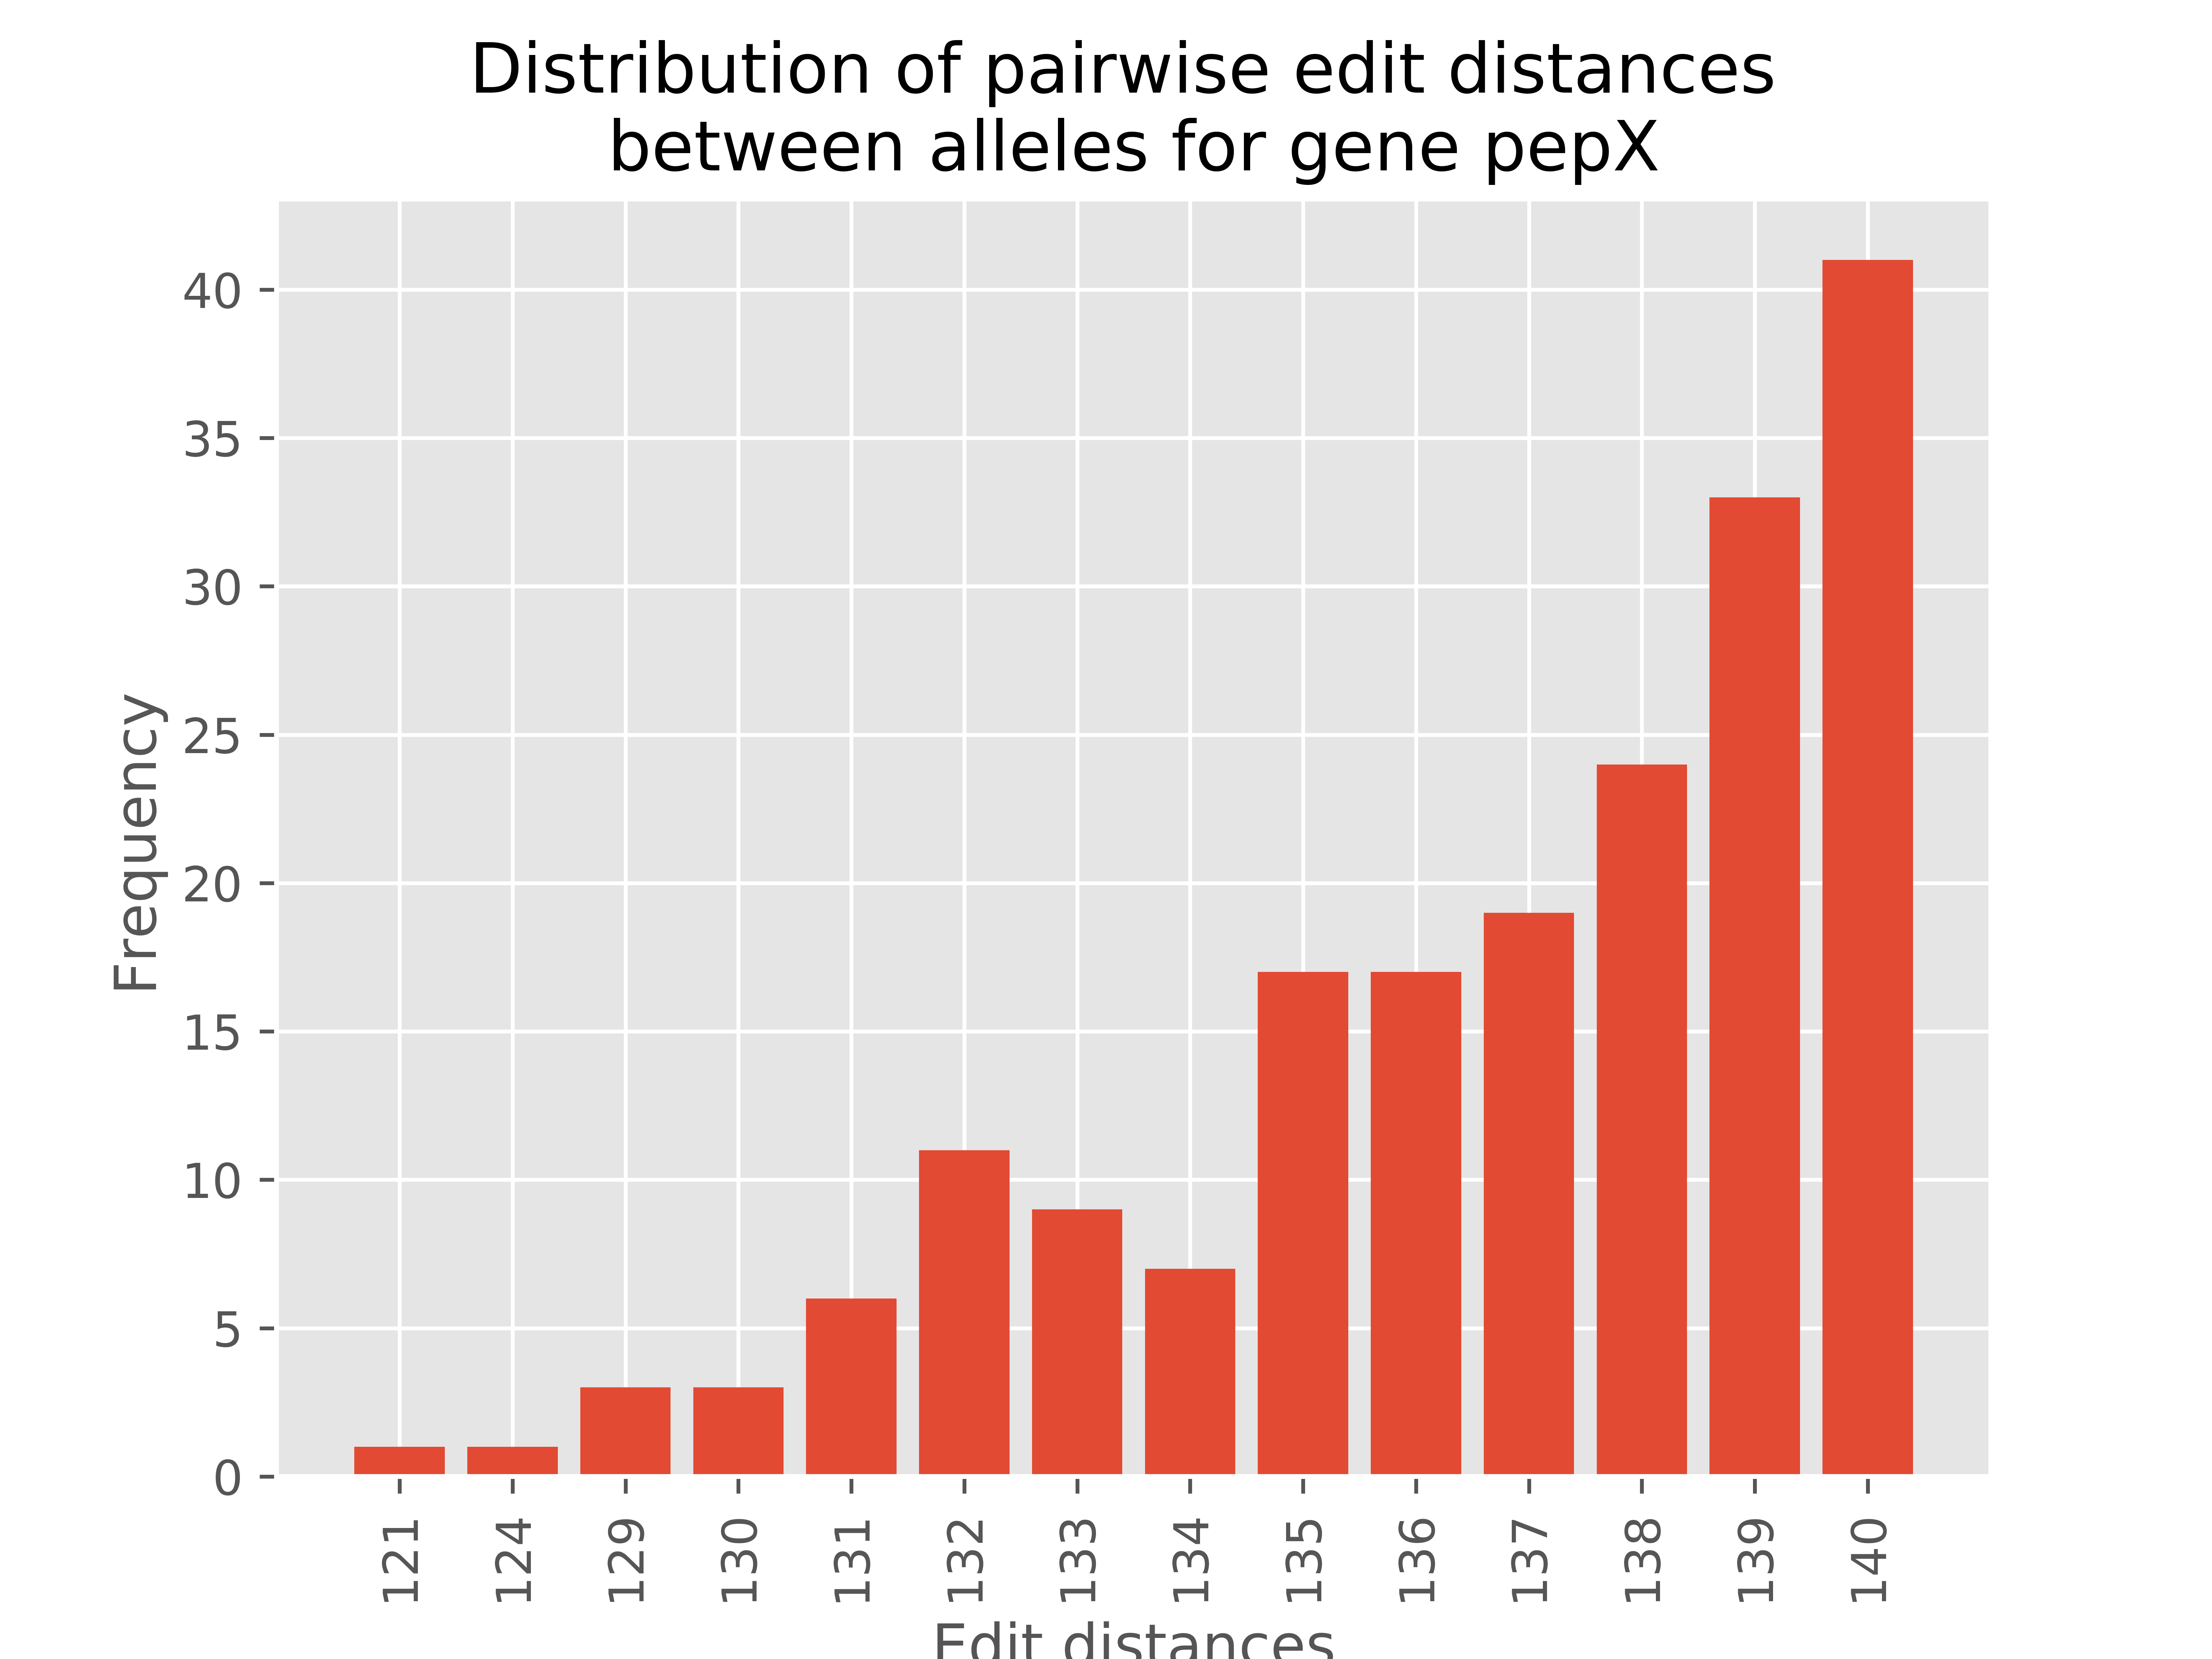 Distribution of pairwise edit distances
between alleles for gene pepX
Frequency
40
35
30
25
20
15
10
5
0
121 124 129 130 131 132 133 134 135 136 137 138 139 140
Edit distances